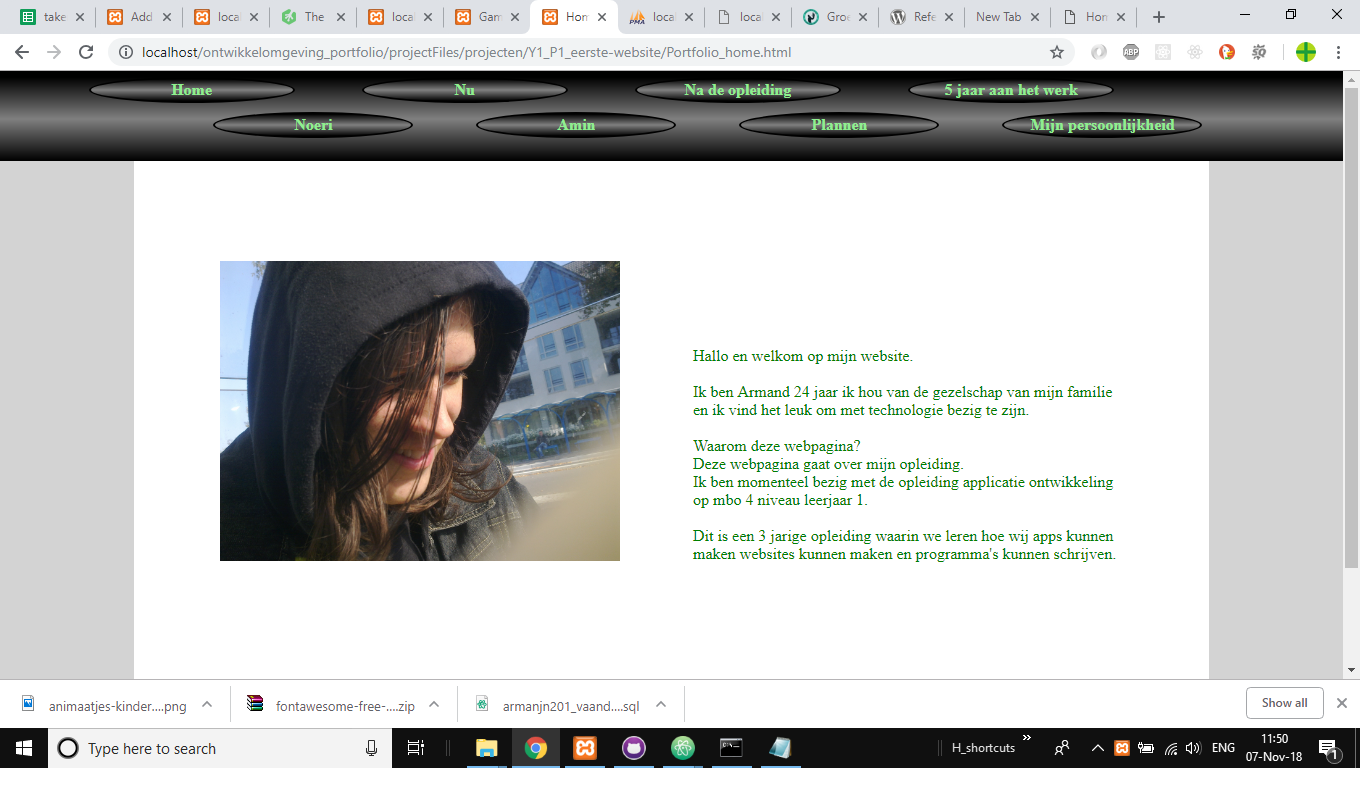 take
Add
local
The
local
Gam
Hom
local
local
Groe
Refe
New Tab
Hom
localhost/ontwikkelomgeving_portfolio/projectFiles/projecten/Y1_P1_eerste-website/Portfolio_home.html
ABP
Home
Nu
Na de opleiding
5 jaar aan het werk
Noeri
Amin
Plannen
Mijn persoonlijkheid
Hallo en welkom op mijn website.
Ik ben Armand 24 jaar ik hou van de gezelschap van mijn familie
en ik vind het leuk om met technologie bezig te zijn.
Waarom deze webpagina?
Deze webpagina gaat over mijn opleiding.
Ik ben momenteel bezig met de opleiding applicatie ontwikkeling
op mbo 4 niveau leerjaar 1.
Dit is een 3 jarige opleiding waarin we leren hoe wij apps kunnen
maken websites kunnen maken en programma's kunnen schrijven.
animaatjes-kinder....png
fontawesome-free-....zip
armanjn201_vaand....sql
Show all
Type here to search
H_shortcuts
ENG
11:50
07-Nov-18
1